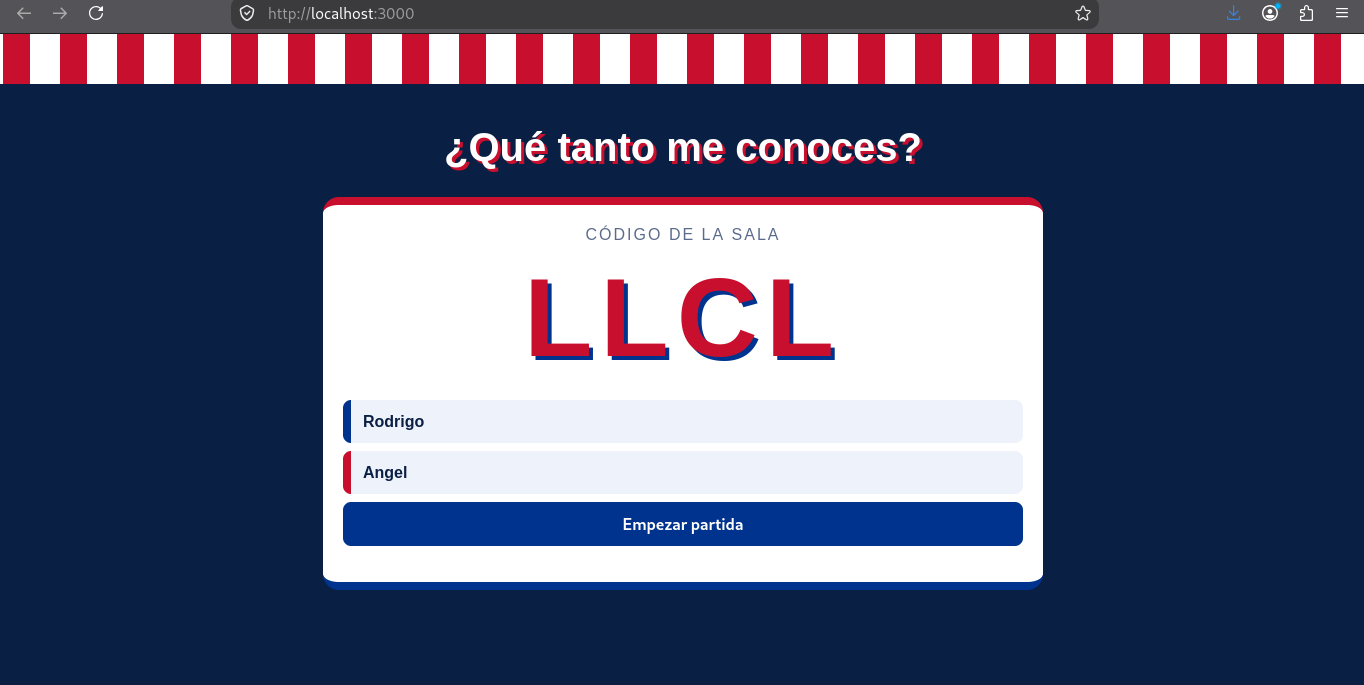 http://localhost:3000
¿Qué tanto me conoces?
CÓDIGO DE LA SALA
LLCL
Rodrigo
Angel
Empezar partida